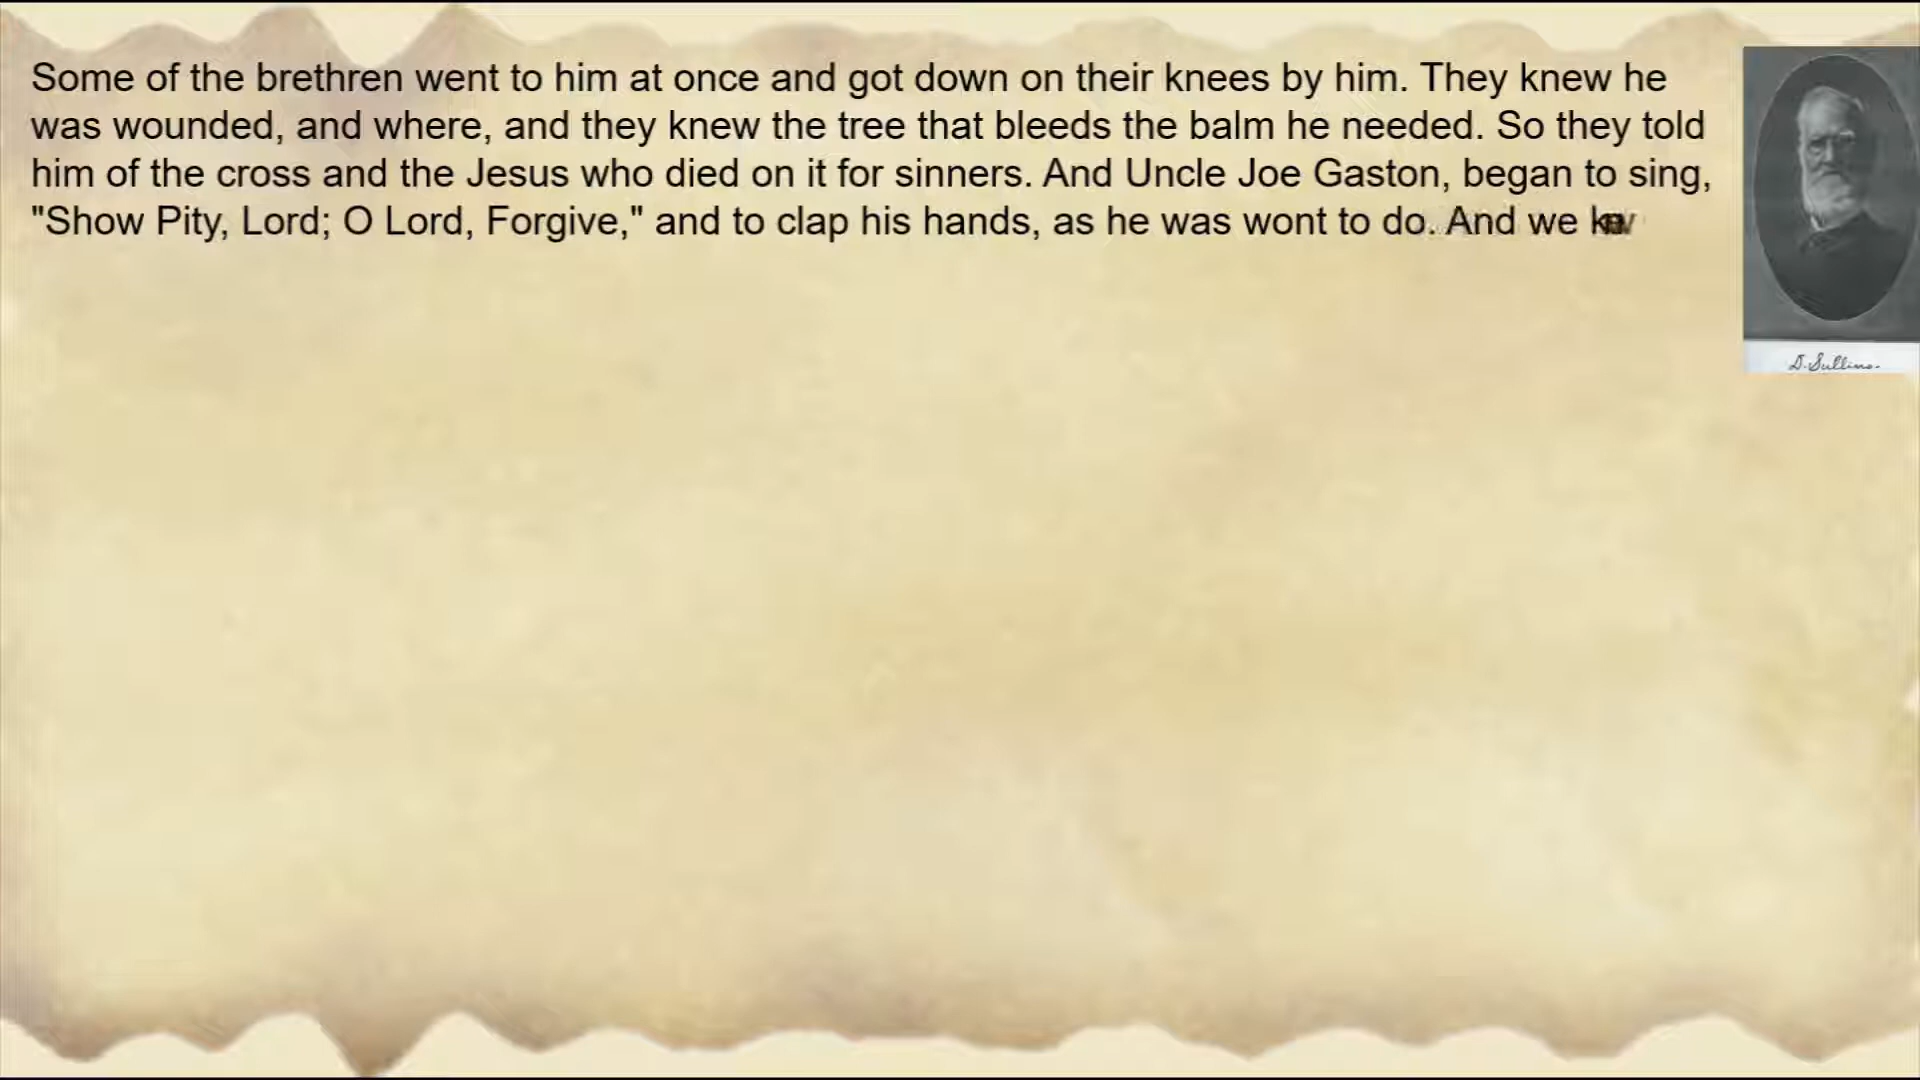 Some of the brethren went to him at once and got down on their knees by him. They knew he
was wounded, and where, and they knew the tree that bleeds the balm he needed. So they told
him of the cross and the Jesus who died on it for sinners. And Uncle Joe Gaston, began to sing,
"Show Pity, Lord; O Lord, Forgive," and to clap his hands, as he was wont to do. And we
D. Sullins.